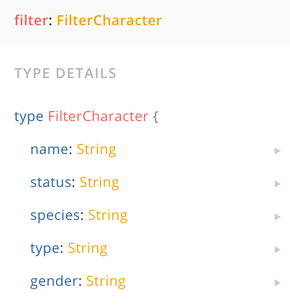 filter: FilterCharacter
TYPE DETAILS
type FilterCharacter {
name: String
status: String
species: String
type: String
gender: String